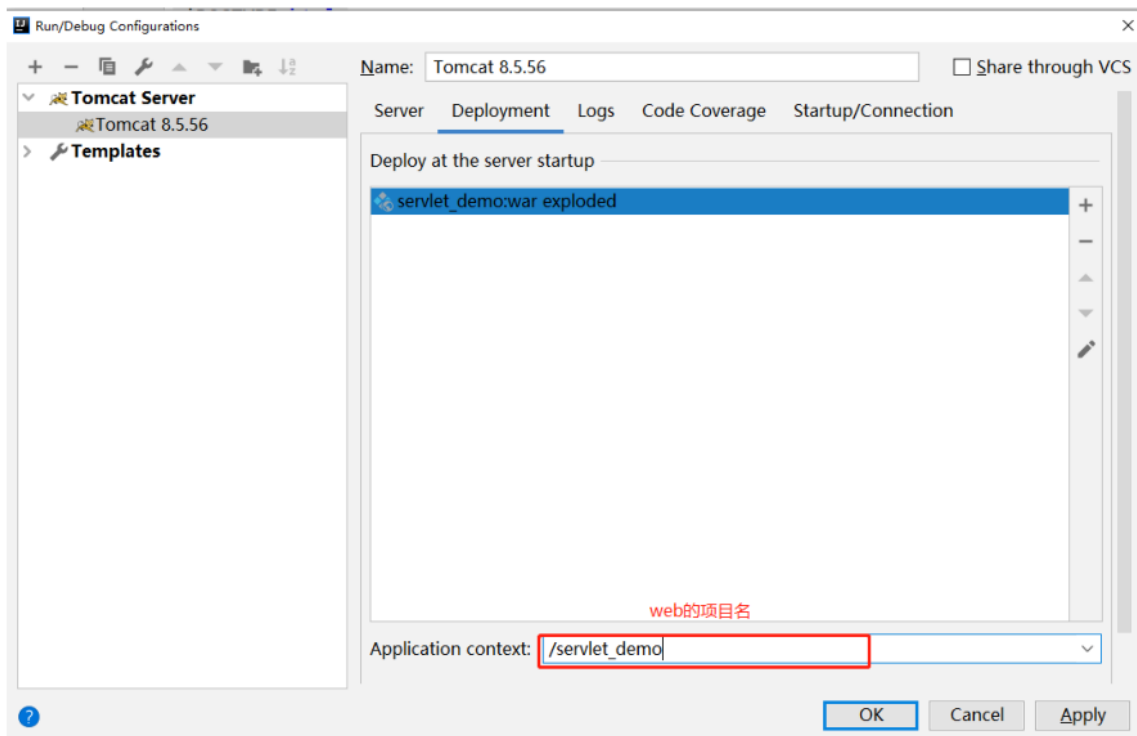 Run/Debug Configurations
Name: Tomcat 8.5.56
Share through VCS
Tomcat Server
Tomcat 8.5.56
Templates
Server Deployment Logs Code Coverage Startup/Connection
Deploy at the server startup
servlet_demo:war exploded
web的项目名
Application context: /servlet_demo
OK Cancel Apply